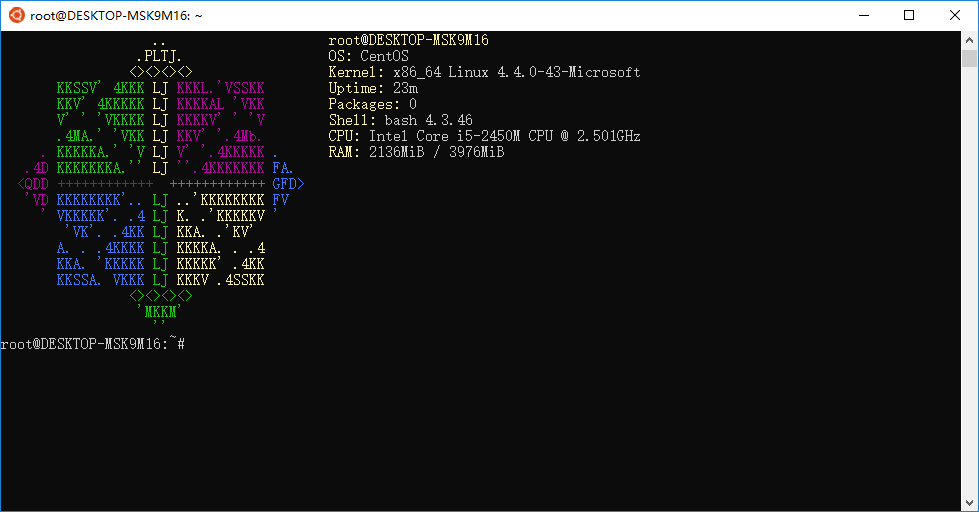 root@DESKTOP-MSK9M16: ~
..
.PLTJ.
<><><><>
KKSSV' 4KKK LJ KKKL.'VSSKK
KKV' 4KKKKK LJ KKKKAL 'VKK
V' ' 'VKKKK LJ KKKKV' ' 'V
.4MA.' 'VKK LJ KKV' '.4Mb.
. KKKKKA.' 'V LJ V' '.4KKKKK .
.4D KKKKKKKA.'' LJ ''.4KKKKKKK FA.
<QDD ++++++++++++ ++++++++++++ GFD>
'VD KKKKKKKK'.. LJ ..'KKKKKKKK FV
' VKKKKK'. .4 LJ K. .'KKKKKV '
'VK'. .4KK LJ KKA. .'KV'
A. . .4KKKK LJ KKKKA. . .4
KKA. 'KKKKK LJ KKKKK' .4KK
KKSSA. VKKK LJ KKKV .4SSKK
<><><><>
'MKKM'
''
root@DESKTOP-MSK9M16
OS: CentOS
Kernel: x86_64 Linux 4.4.0-43-Microsoft
Uptime: 23m
Packages: 0
Shell: bash 4.3.46
CPU: Intel Core i5-2450M CPU @ 2.501GHz
RAM: 2136MiB / 3976MiB
root@DESKTOP-MSK9M16:~#